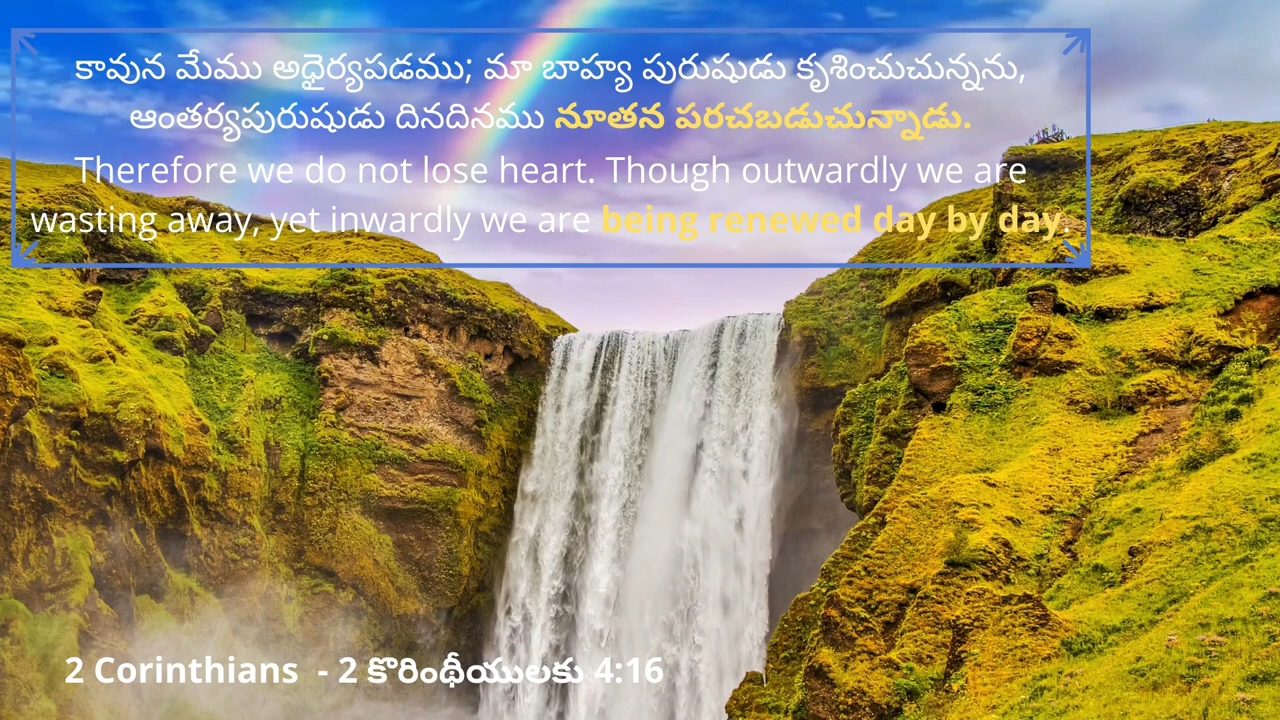 కావున మేము అధైర్యపడము; మా బాహ్య పురుషుడు కృశించుచున్నను,
ఆంతర్యపురుషుడు దినదినము నూతన పరచబడుచున్నాడు.
Therefore we do not lose heart. Though outwardly we are
wasting away, yet inwardly we are being renewed day by day.
2 Corinthians - 2 కొరింథీయులకు 4:16